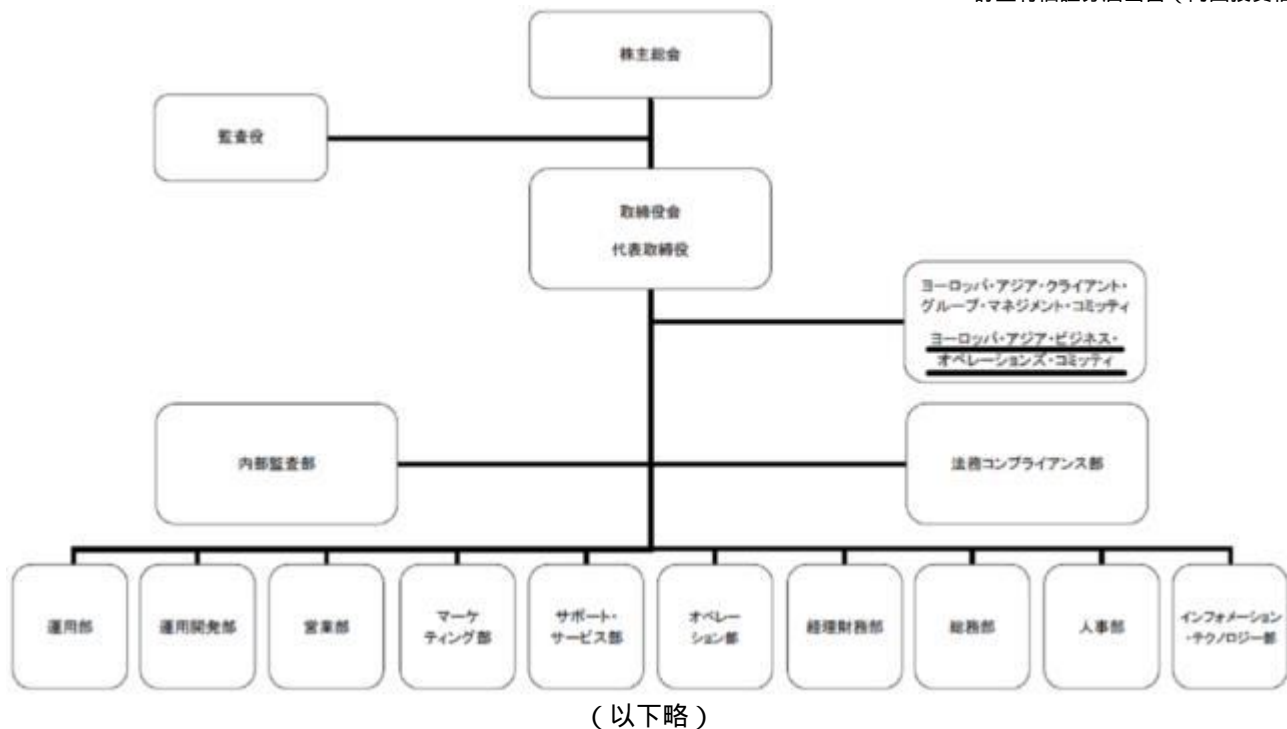 株主総会
監査役
取締役会
代表取締役
ヨーロッパ・アジア・クライアント・
グループ・マネジメント・コミッティ
ヨーロッパ・アジア・ビジネス・
オペレーションズ・コミッティ
内部監査部
法務コンプライアンス部
運用部
運用開発部
営業部
マーケ
ティング部
サポート・
サービス部
オペレー
ション部
経理財務部
総務部
人事部
インフォメーション
・テクノロジー部
(以下略)